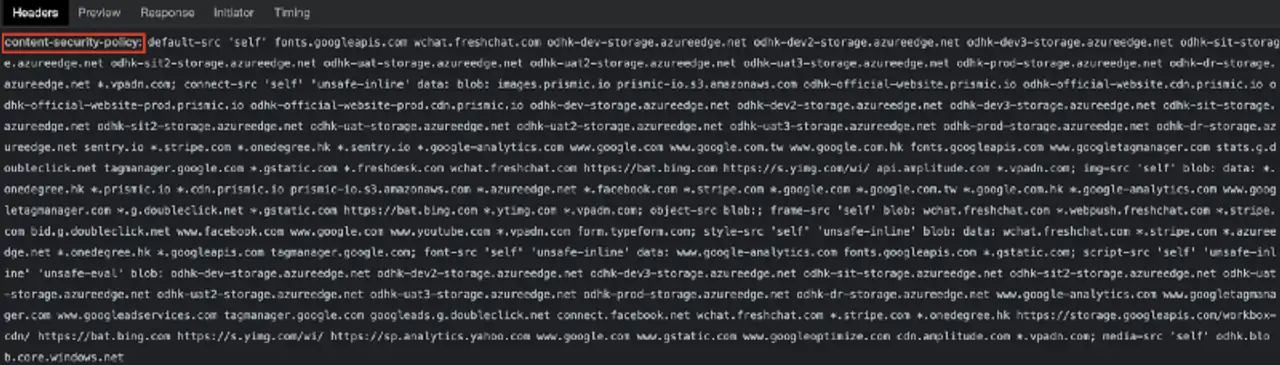 Headers Preview Response Initiator Timing
content-security-policy: default-src 'self' fonts.googleapis.com wchat.freshchat.com odhk-dev-storage.azureedge.net odhk-dev2-storage.azureedge.net odhk-dev3-storage.azureedge.net odhk-sit-storag
e.azureedge.net odhk-sit2-storage.azureedge.net odhk-uat-storage.azureedge.net odhk-uat2-storage.azureedge.net odhk-uat3-storage.azureedge.net odhk-prod-storage.azureedge.net odhk-dr-storage.
azureedge.net *.vpadn.com; connect-src 'self' 'unsafe-inline' data: blob: images.prismic.io prismic-io.s3.amazonaws.com odhk-official-website.prismic.io odhk-official-website.cdn.prismic.io o
dhk-official-website-prod.prismic.io odhk-official-website-prod.cdn.prismic.io odhk-dev-storage.azureedge.net odhk-dev2-storage.azureedge.net odhk-dev3-storage.azureedge.net odhk-sit-storage.
azureedge.net odhk-sit2-storage.azureedge.net odhk-uat-storage.azureedge.net odhk-uat2-storage.azureedge.net odhk-uat3-storage.azureedge.net odhk-prod-storage.azureedge.net odhk-dr-storage.az
ureedge.net sentry.io *.stripe.com *.onedegree.hk *.sentry.io *.google-analytics.com www.google.com www.google.com.tw www.google.com.hk fonts.googleapis.com www.googletagmanager.com stats.g.d
oubleclick.net tagmanager.google.com *.gstatic.com *.freshdesk.com wchat.freshchat.com https://bat.bing.com https://s.yimg.com/wi/ api.amplitude.com *.vpadn.com; img-src 'self' blob: data: *.
onedegree.hk *.prismic.io *.cdn.prismic.io prismic-io.s3.amazonaws.com *.azureedge.net *.facebook.com *.stripe.com *.google.com *.google.com.tw *.google.com.hk *.google-analytics.com www.goog
letagmanager.com *.g.doubleclick.net *.gstatic.com https://bat.bing.com *.ytimg.com *.vpadn.com; object-src blob:; frame-src 'self' blob: wchat.freshchat.com *.webpush.freshchat.com *.stripe.
com bid.g.doubleclick.net www.facebook.com www.google.com www.youtube.com *.vpadn.com form.typeform.com; style-src 'self' 'unsafe-inline' blob: data: wchat.freshchat.com *.stripe.com *.azuree
dge.net *.onedegree.hk *.googleapis.com tagmanager.google.com; font-src 'self' 'unsafe-inline' data: www.google-analytics.com fonts.googleapis.com *.gstatic.com; script-src 'self' 'unsafe-inl
ine' 'unsafe-eval' blob: odhk-dev-storage.azureedge.net odhk-dev2-storage.azureedge.net odhk-dev3-storage.azureedge.net odhk-sit-storage.azureedge.net odhk-sit2-storage.azureedge.net odhk-uat
-storage.azureedge.net odhk-uat2-storage.azureedge.net odhk-uat3-storage.azureedge.net odhk-prod-storage.azureedge.net odhk-dr-storage.azureedge.net www.google-analytics.com www.googletagmana
ger.com www.googleadservices.com tagmanager.google.com googleads.g.doubleclick.net connect.facebook.net wchat.freshchat.com *.stripe.com *.onedegree.hk https://storage.googleapis.com/workbox-
cdn/ https://bat.bing.com https://s.yimg.com/wi/ https://sp.analytics.yahoo.com www.google.com www.gstatic.com www.googleoptimize.com cdn.amplitude.com *.vpadn.com; media-src 'self' odhk.blo
b.core.windows.net